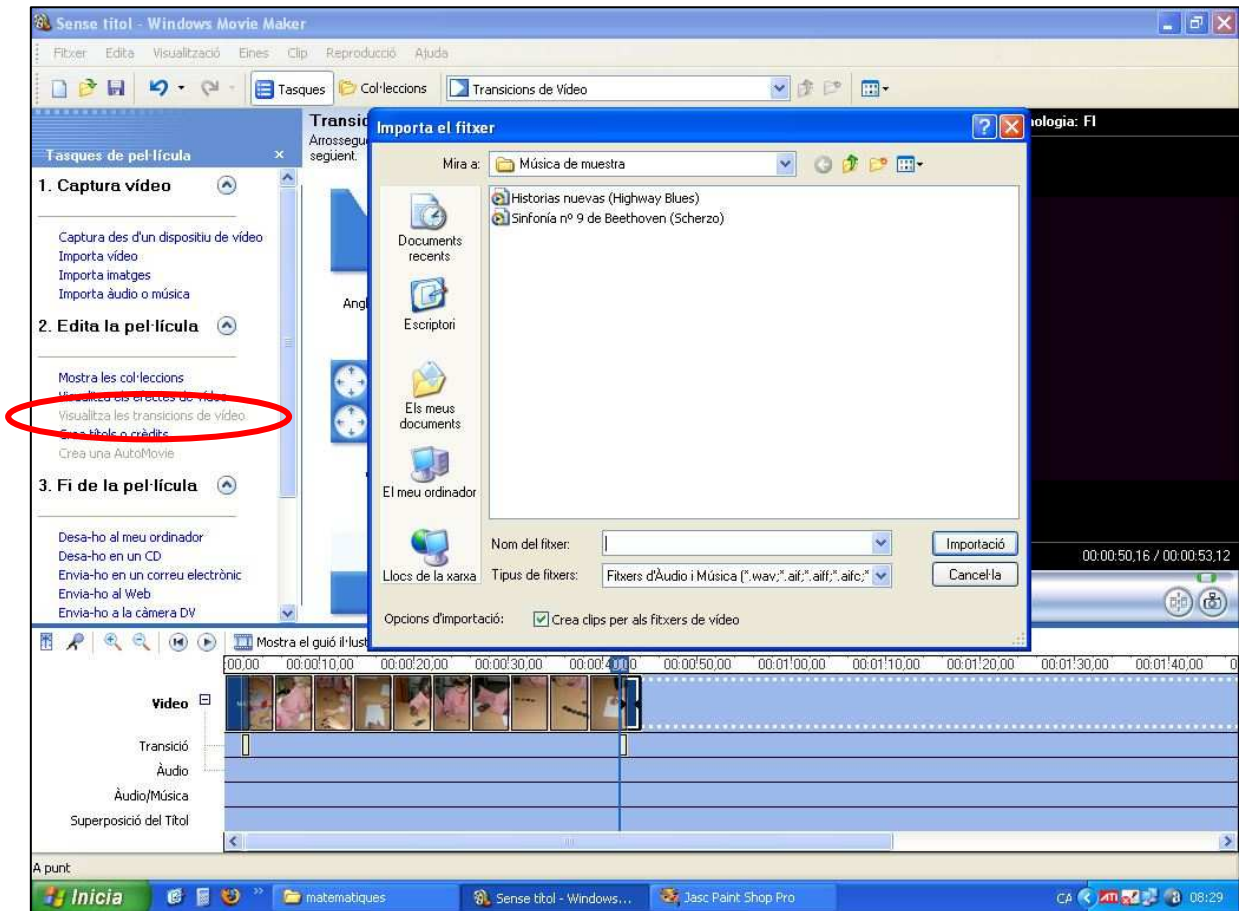 Sense títol - Windows Movie Maker
Fitxer Edita Visualització Eines Clip Reproducció Ajuda
Tasques Col·leccions Transicions de Vídeo
Tasques de pel·lícula
1. Captura vídeo
Captura des d'un dispositiu de vídeo
Importa vídeo
Importa imatges
Importa àudio o música
2. Edita la pel·lícula
Mostra les col·leccions
Visualitza els efectes de vídeo
Visualitza les transicions de vídeo
Crea títols o crèdits
Crea una AutoMovie
3. Fi de la pel·lícula
Desa-ho al meu ordinador
Desa-ho en un CD
Envia-ho en un correu electrònic
Envia-ho al Web
Envia-ho a la càmera DV
següent.
Importa el fitxer
Mira a: Música de muestra
Historias nuevas (Highway Blues)
Sinfonía nº 9 de Beethoven (Scherzo)
Documents
recents
Escriptori
Els meus
documents
El meu ordinador
Llocs de la xarxa
Nom del fitxer:
Importació
Tipus de fitxers: Fitxers d'Àudio i Música (*.wav;*.aif;*.aiff;*.aifc;*
Cancel·la
Opcions d'importació: Crea clips per als fitxers de vídeo
FI
00:00:50,16 / 00:00:53,12
Mostra el guió
00:00 00:00:10,00 00:00:20,00 00:00:30,00 00:00:40,00 00:00:50,00 00:01:00,00 00:01:10,00 00:01:20,00 00:01:30,00 00:01:40,00
Video
Transició
Àudio
Àudio/Música
Superposició del Títol
A punt
Inicia matematiques Sense títol - Windows... Jasc Paint Shop Pro CA 08:29